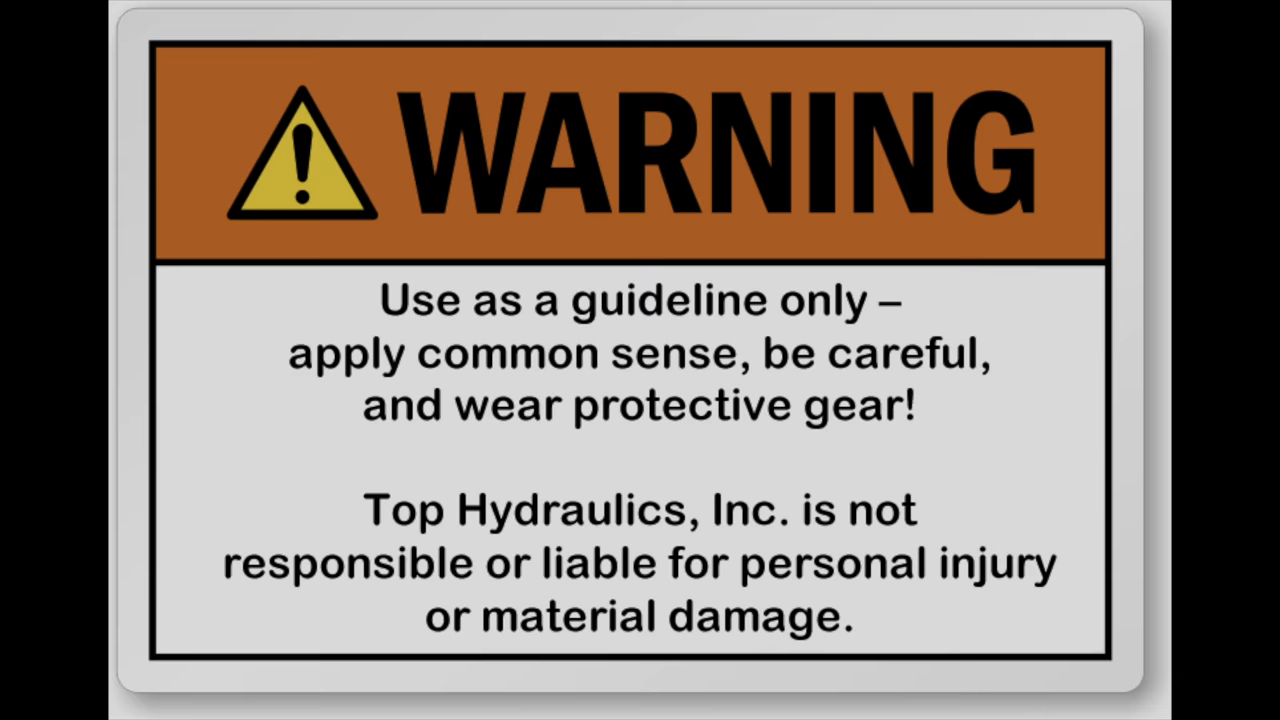 WARNING
Use as a guideline only –
apply common sense, be careful,
and wear protective gear!
Top Hydraulics, Inc. is not
responsible or liable for personal injury
or material damage.